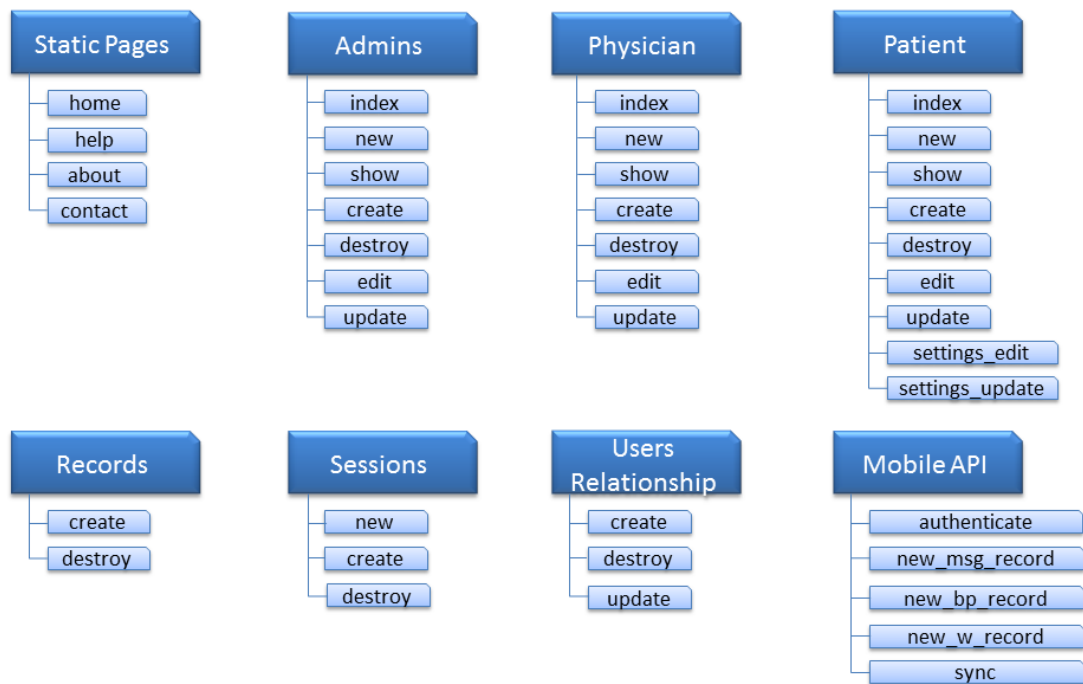 Static Pages
home
help
about
contact
Admins
index
new
show
create
destroy
edit
update
Physician
index
new
show
create
destroy
edit
update
Patient
index
new
show
create
destroy
edit
update
settings_edit
settings_update
Records
create
destroy
Sessions
new
create
destroy
Users
Relationship
create
destroy
update
Mobile API
authenticate
new_msg_record
new_bp_record
new_w_record
sync